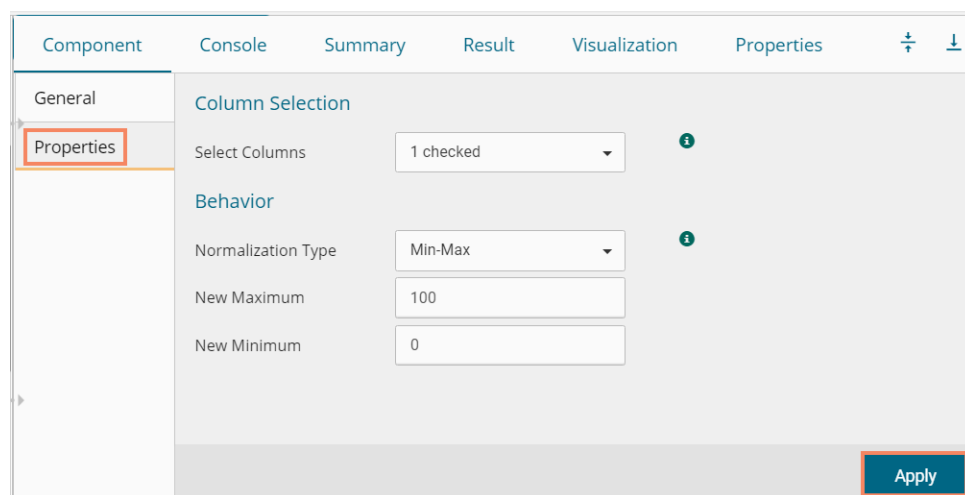 Component Console Summary Result Visualization Properties
General
Properties
Column Selection
Select Columns 1 checked
Behavior
Normalization Type Min-Max
New Maximum 100
New Minimum 0
Apply